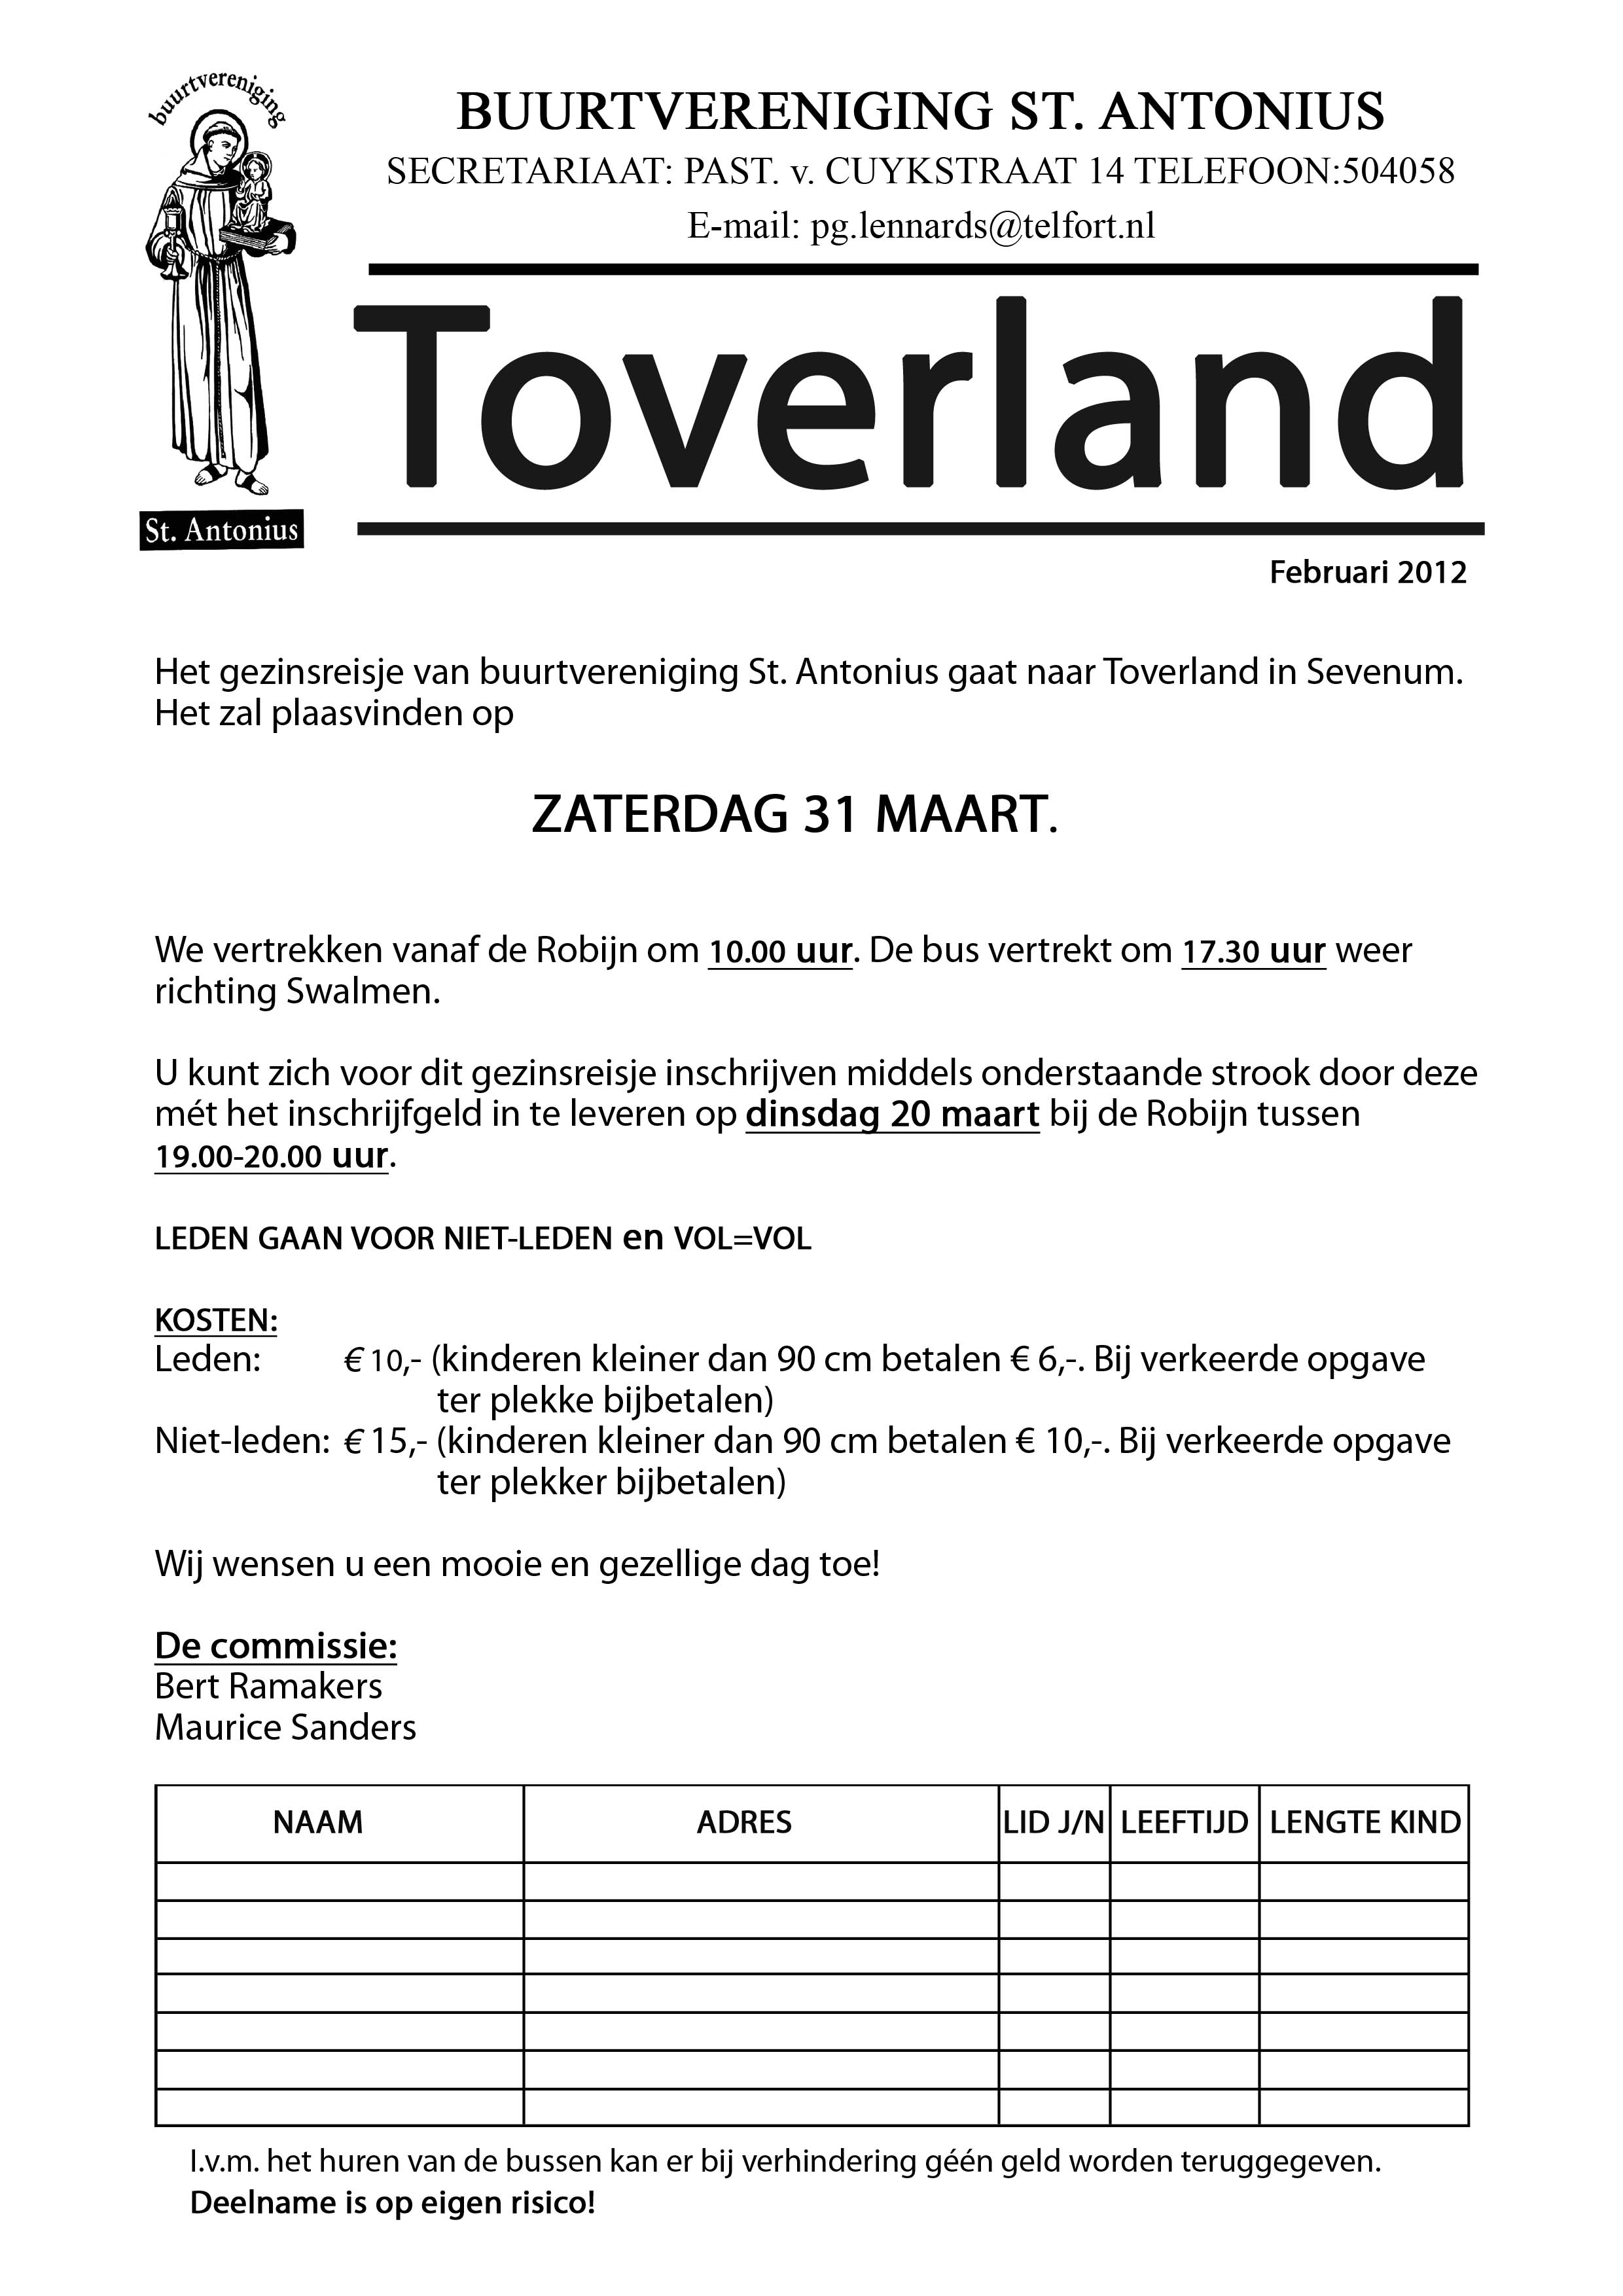 buurtvereniging
St. Antonius
BUURTVERENIGING ST. ANTONIUS
SECRETARIAAT: PAST. v. CUYKSTRAAT 14 TELEFOON:504058
E-mail: pg.lennards@telfort.nl
Toverland
Februari 2012
Het gezinsreisje van buurtvereniging St. Antonius gaat naar Toverland in Sevenum.
Het zal plaasvinden op
ZATERDAG 31 MAART.
We vertrekken vanaf de Robijn om 10.00 uur. De bus vertrekt om 17.30 uur weer
richting Swalmen.
U kunt zich voor dit gezinsreisje inschrijven middels onderstaande strook door deze
mét het inschrijfgeld in te leveren op dinsdag 20 maart bij de Robijn tussen
19.00-20.00 uur.
LEDEN GAAN VOOR NIET-LEDEN en VOL=VOL
KOSTEN:
Leden: € 10,- (kinderen kleiner dan 90 cm betalen € 6,-. Bij verkeerde opgave
ter plekke bijbetalen)
Niet-leden: € 15,- (kinderen kleiner dan 90 cm betalen € 10,-. Bij verkeerde opgave
ter plekker bijbetalen)
Wij wensen u een mooie en gezellige dag toe!
De commissie:
Bert Ramakers
Maurice Sanders
NAAM ADRES LID J/N LEEFTIJD LENGTE KIND
I.v.m. het huren van de bussen kan er bij verhindering géén geld worden teruggegeven.
Deelname is op eigen risico!